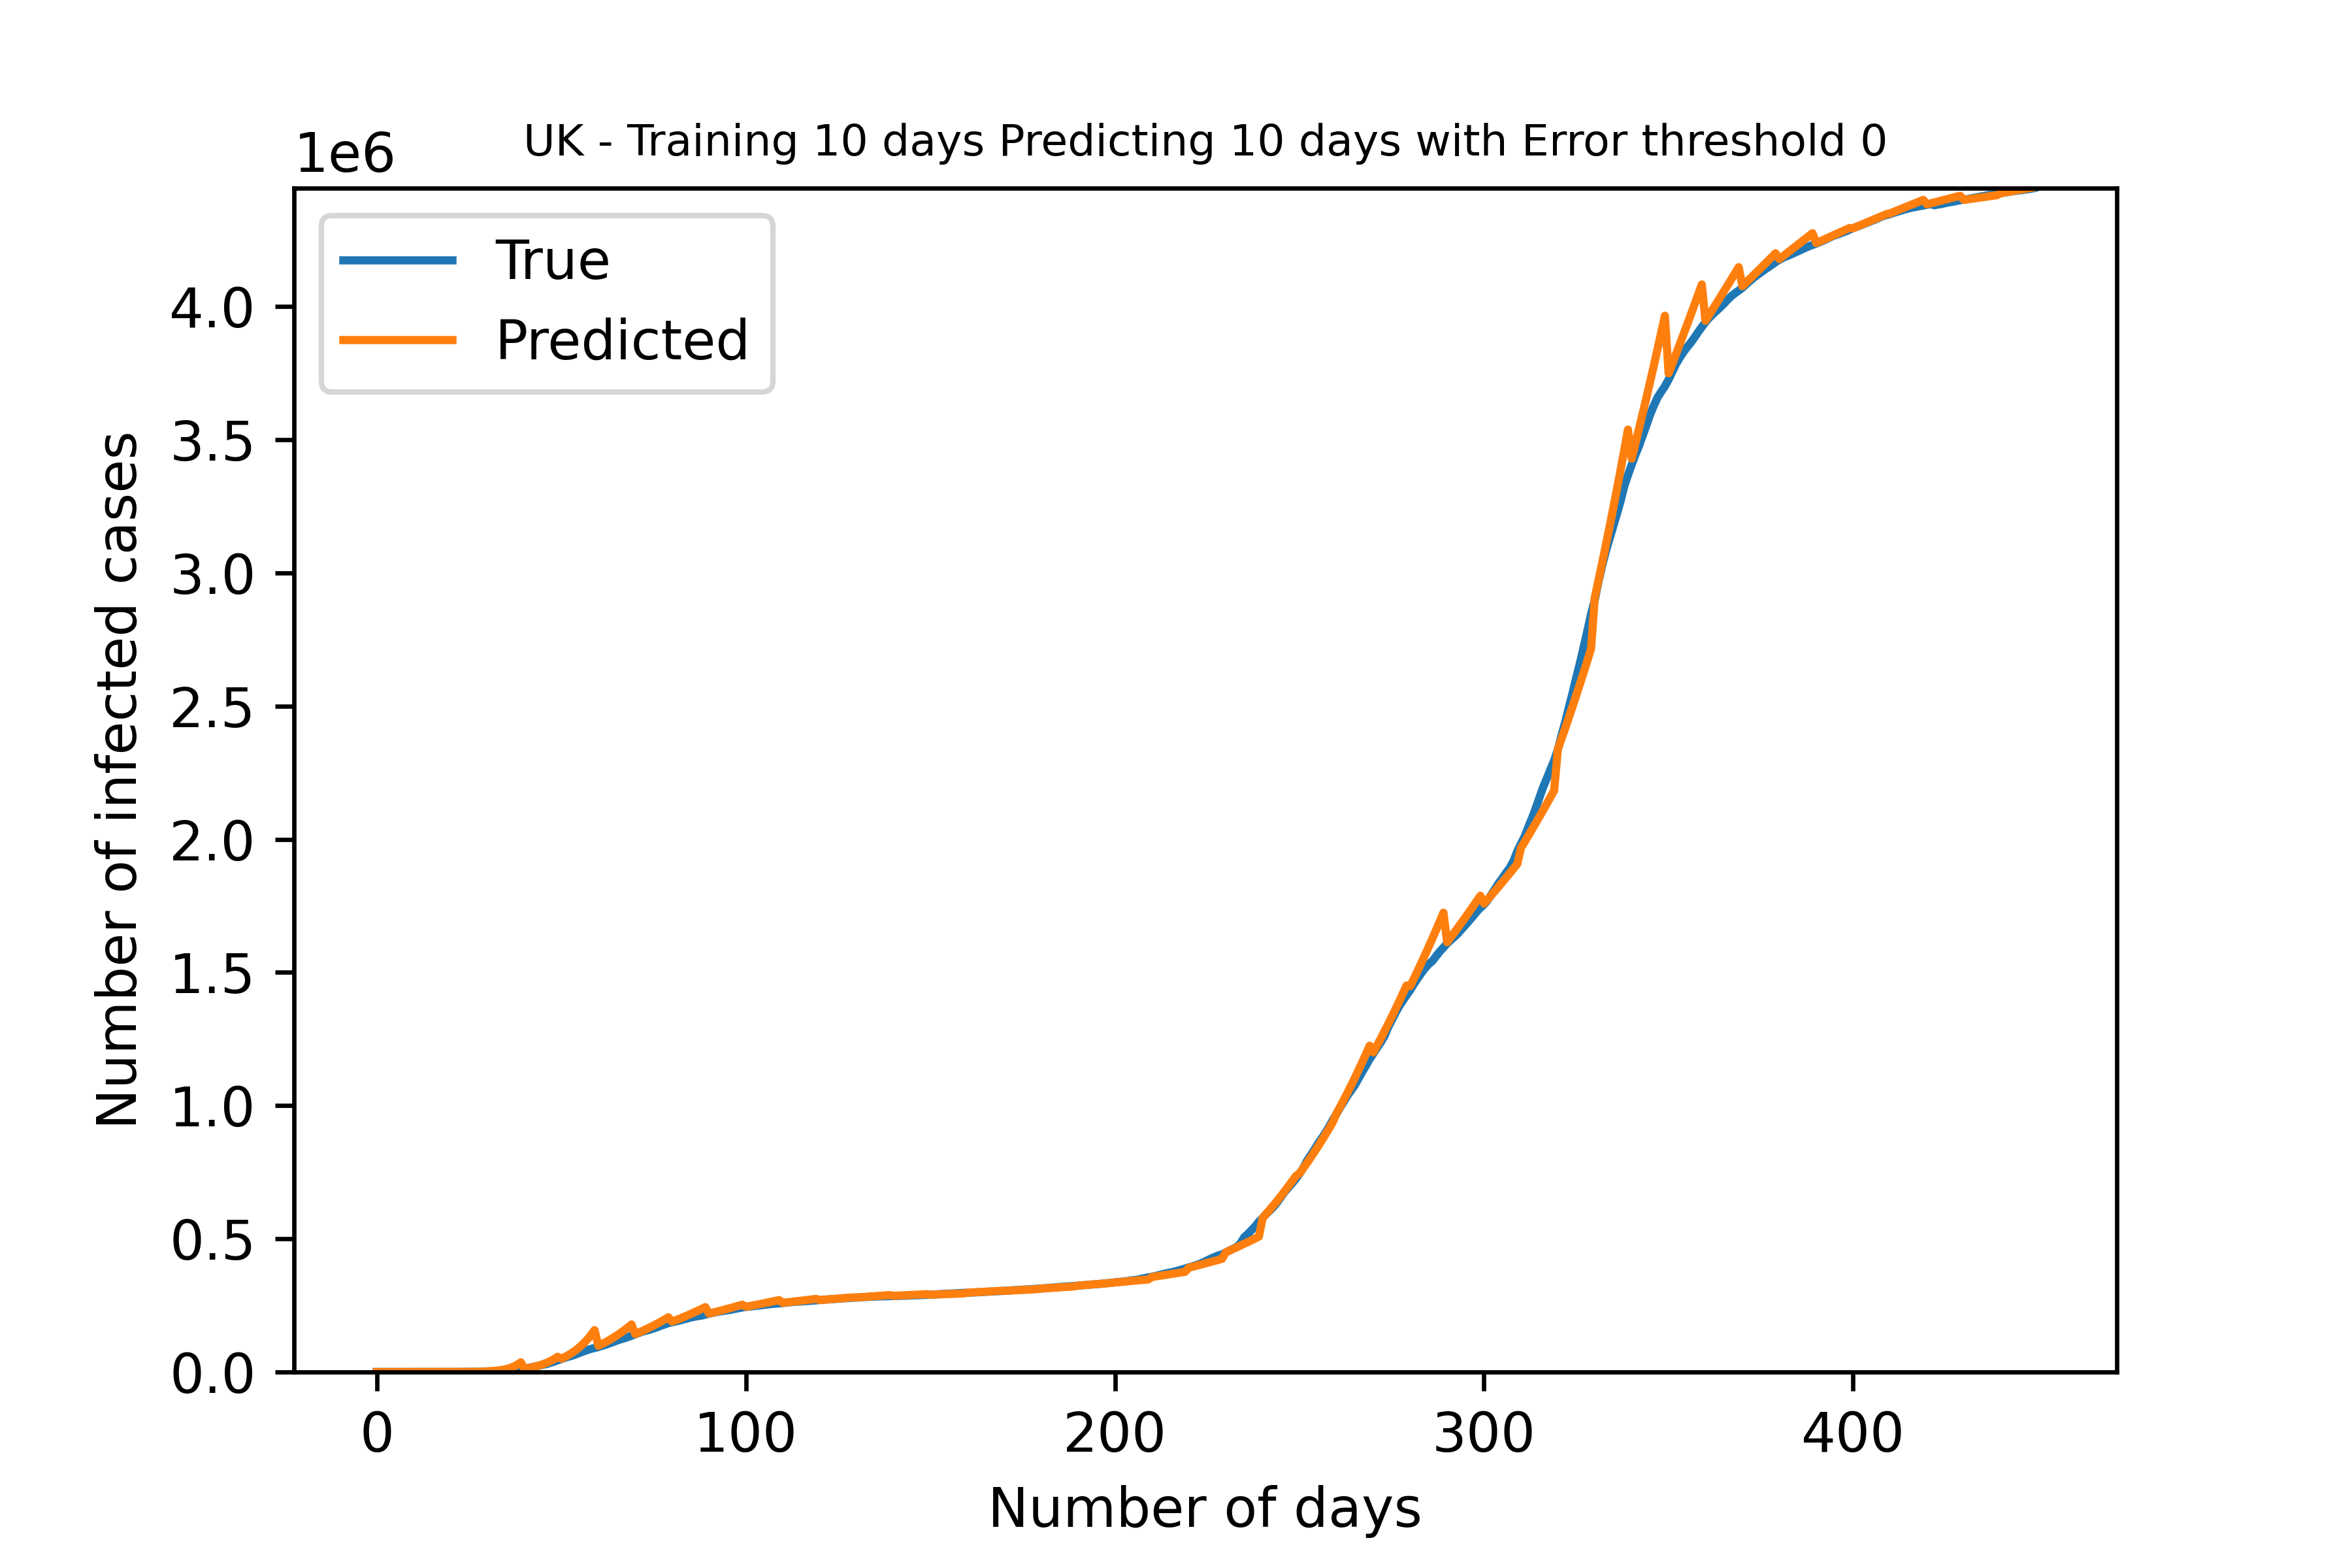 UK - Training 10 days Predicting 10 days with Error threshold 0
1e6
True
Predicted
Number of infected cases
4.0
3.5
3.0
2.5
2.0
1.5
1.0
0.5
0.0
0 100 200 300 400
Number of days